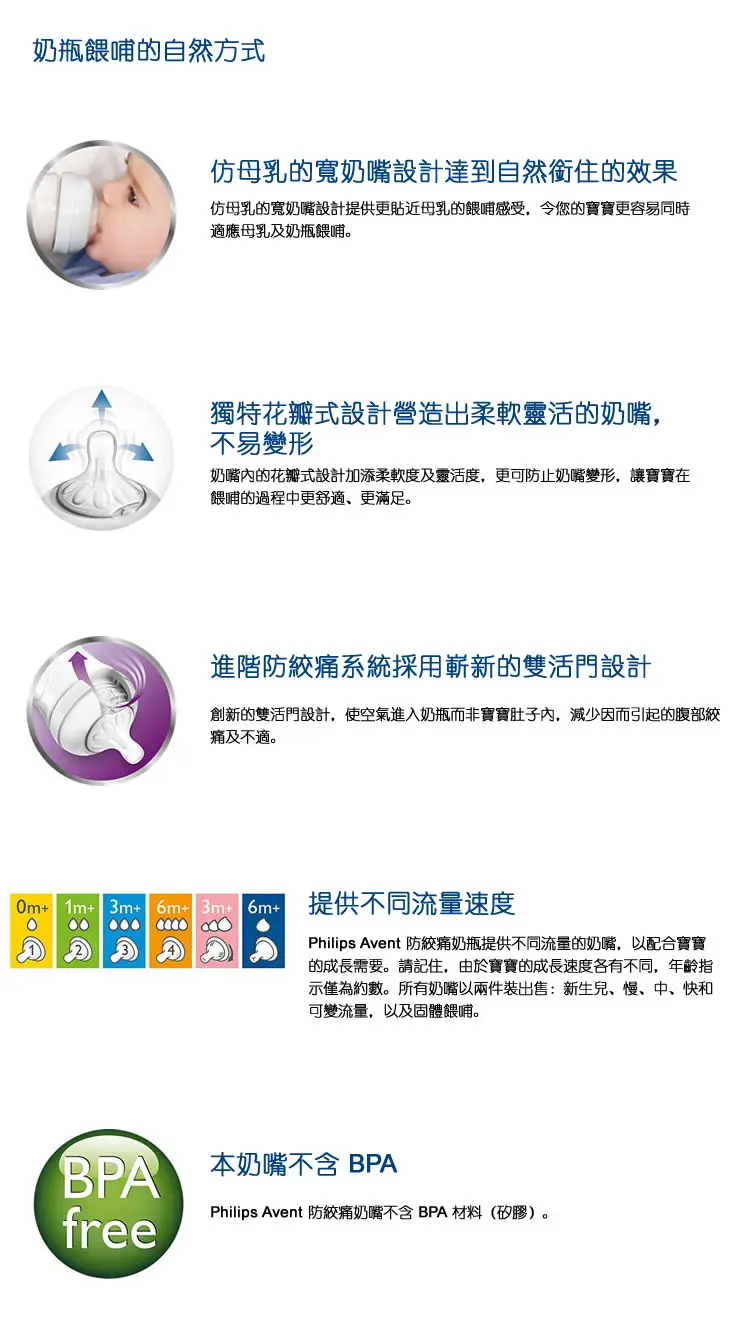 奶瓶餵哺的自然方式
仿母乳的寬奶嘴設計達到自然銜住的效果
仿母乳的寬奶嘴設計提供更貼近母乳的餵哺感受，令您的寶寶更容易同時
適應母乳及奶瓶餵哺。
獨特花瓣式設計營造出柔軟靈活的奶嘴，
不易變形
奶嘴內的花瓣式設計加添柔軟度及靈活度，更可防止奶嘴變形，讓寶寶在
餵哺的過程中更舒適、更滿足。
進階防絞痛系統採用嶄新的雙活門設計
創新的雙活門設計，使空氣進入奶瓶而非寶寶肚子內，減少因而引起的腹部絞
痛及不適。
0m+ 1m+ 3m+ 6m+ 3m+ 6m+
1 2 3 4
提供不同流量速度
Philips Avent 防絞痛奶瓶提供不同流量的奶嘴，以配合寶寶
的成長需要。請記住，由於寶寶的成長速度各有不同，年齡指
示僅為約數。所有奶嘴以兩件裝出售：新生兒、慢、中、快和
可變流量，以及固體餵哺。
BPA
free
本奶嘴不含 BPA
Philips Avent 防絞痛奶嘴不含 BPA 材料（矽膠）。